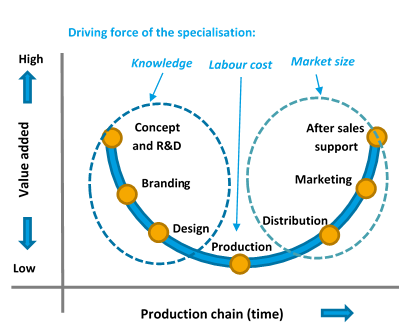 Driving force of the specialisation:
Knowledge
Labour cost
Market size
High
Value added
Low
Concept
and R&D
Branding
Design
Production
Distribution
Marketing
After sales
support
Production chain (time)